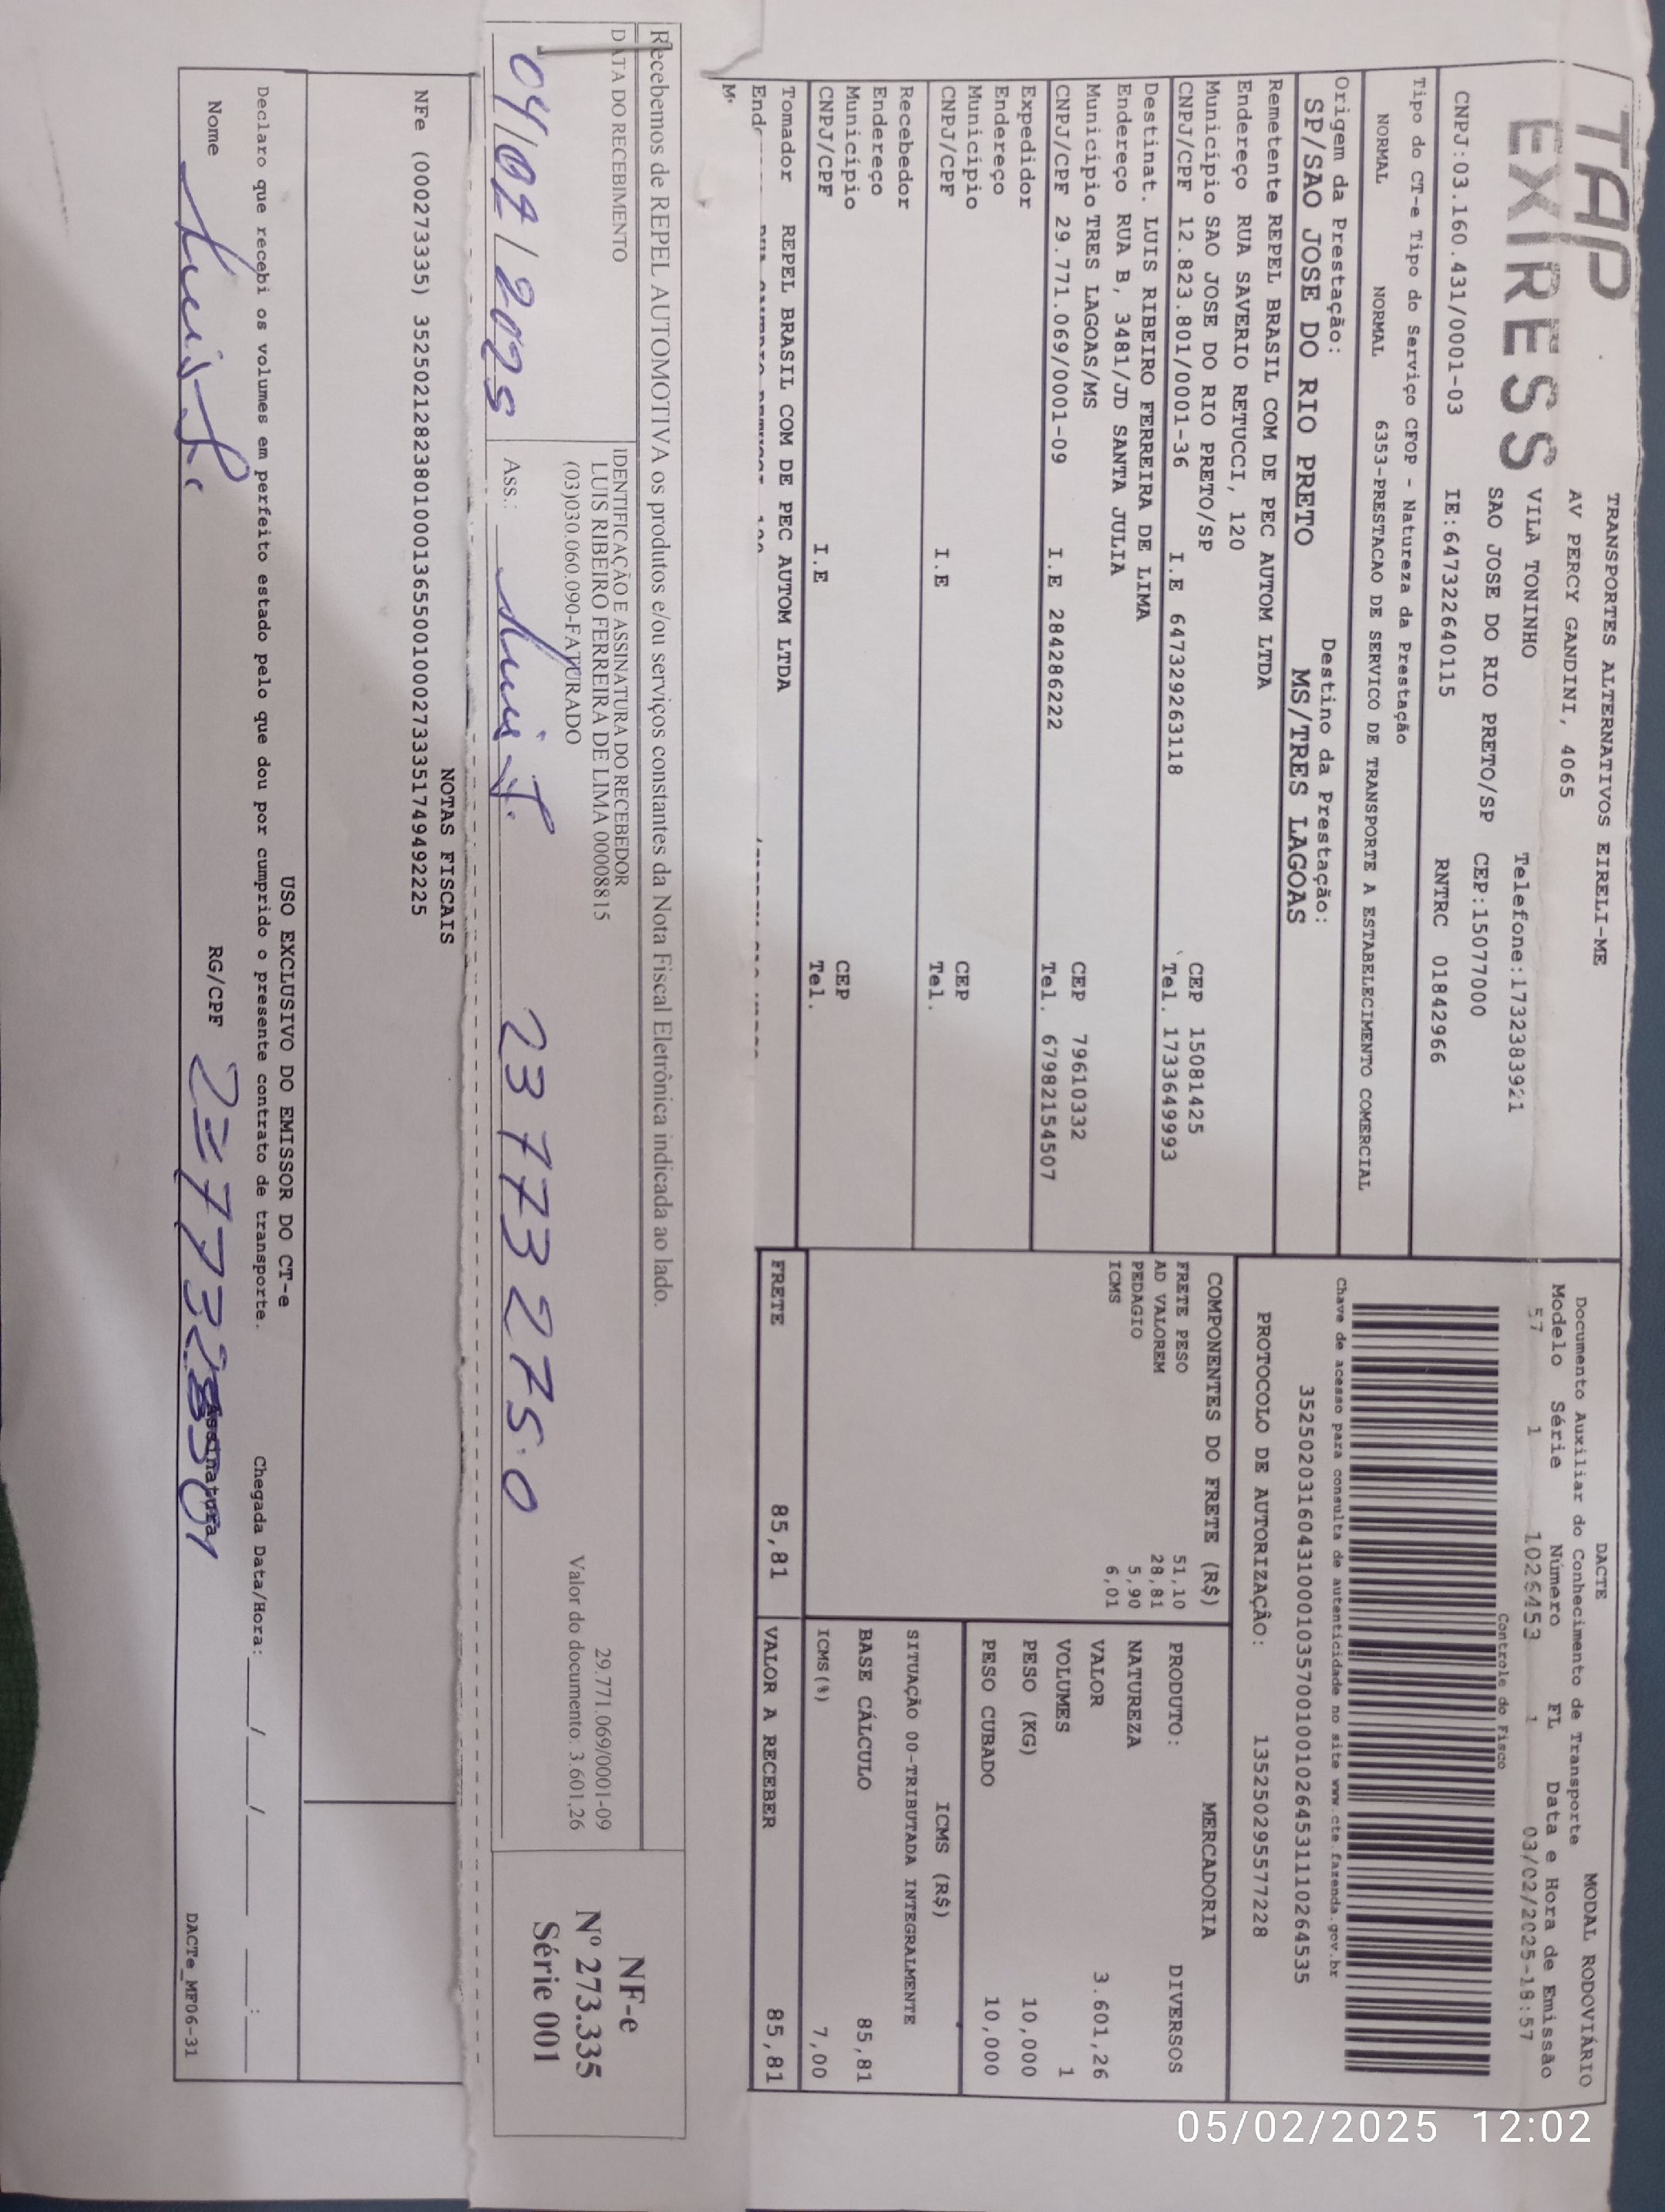 TAP
EXPRESS
TRANSPORTES ALTERNATIVOS EIRELI-ME
AV PERCY GANDINI, 4065
VILA TONINHO
Telefone:1732383921
SAO JOSE DO RIO PRETO/SP CEP:15077000
CNPJ:03.160.431/0001-03 IE:647322640115 RNTRC 01842966
Tipo do CT-e Tipo do Serviço CFOP - Natureza da Prestação
NORMAL NORMAL 6353-PRESTACAO DE SERVICO DE TRANSPORTE A ESTABELECIMENTO COMERCIAL
Origem da Prestação: Destino da Prestação:
SP/SAO JOSE DO RIO PRETO MS/TRES LAGOAS
Remetente REPEL BRASIL COM DE PEC AUTOM LTDA
Endereço RUA SAVERIO RETUCCI, 120
Município SAO JOSE DO RIO PRETO/SP CEP 15081425
CNPJ/CPF 12.823.801/0001-36 I.E 647329263118 Tel. 1733649993
Destinat. LUIS RIBEIRO FERREIRA DE LIMA
Endereço RUA B, 3481/JD SANTA JULIA
Município TRES LAGOAS/MS CEP 79610332
CNPJ/CPF 29.771.069/0001-09 I.E 284286222 Tel. 67982154507
Expedidor
Endereço
Município CEP
CNPJ/CPF I.E Tel.
Recebedor
Endereço
Município CEP
CNPJ/CPF I.E Tel.
Tomador REPEL BRASIL COM DE PEC AUTOM LTDA
DACTE MODAL RODOVIÁRIO
Documento Auxiliar do Conhecimento de Transporte
Modelo Série Número FL Data e Hora de Emissão
57 1 1026453 1 03/02/2025-18:57
Controle do Fisco
Chave de acesso para consulta de autenticidade no site www.cte.fazenda.gov.br
35250203160431000103570010010264531110264535
PROTOCOLO DE AUTORIZAÇÃO: 135250295577228
COMPONENTES DO FRETE (R$)
FRETE PESO 51,10
AD VALOREM 28,81
PEDAGIO 5,90
ICMS 6,01
MERCADORIA
PRODUTO: DIVERSOS
NATUREZA
VALOR 3.601,26
VOLUMES 1
PESO (KG) 10,000
PESO CUBADO 10,000
ICMS (R$)
SITUAÇÃO 00-TRIBUTADA INTEGRALMENTE
BASE CÁLCULO 85,81
ICMS(%) 7,00
FRETE 85,81 VALOR A RECEBER 85,81
Recebemos de REPEL AUTOMOTIVA os produtos e/ou serviços constantes da Nota Fiscal Eletrônica indicada ao lado.
DATA DO RECEBIMENTO
04/02/2025
IDENTIFICAÇÃO E ASSINATURA DO RECEBEDOR
LUIS RIBEIRO FERREIRA DE LIMA 00008815 29.771.069/0001-09
(03)030.060.090-FATURADO Valor do documento: 3.601,26
Ass.: Luis F. 23 773 275.0
NF-e
Nº 273.335
Série 001
NOTAS FISCAIS
NFe (000273335) 35250212823801000136550010002733351749492225
USO EXCLUSIVO DO EMISSOR DO CT-e
Declaro que recebi os volumes em perfeito estado pelo que dou por cumprido o presente contrato de transporte. Chegada Data/Hora:____/____/____ ____:____
Nome Luis F. RG/CPF Assinatura
DACTe_MF06-31
05/02/2025 12:02